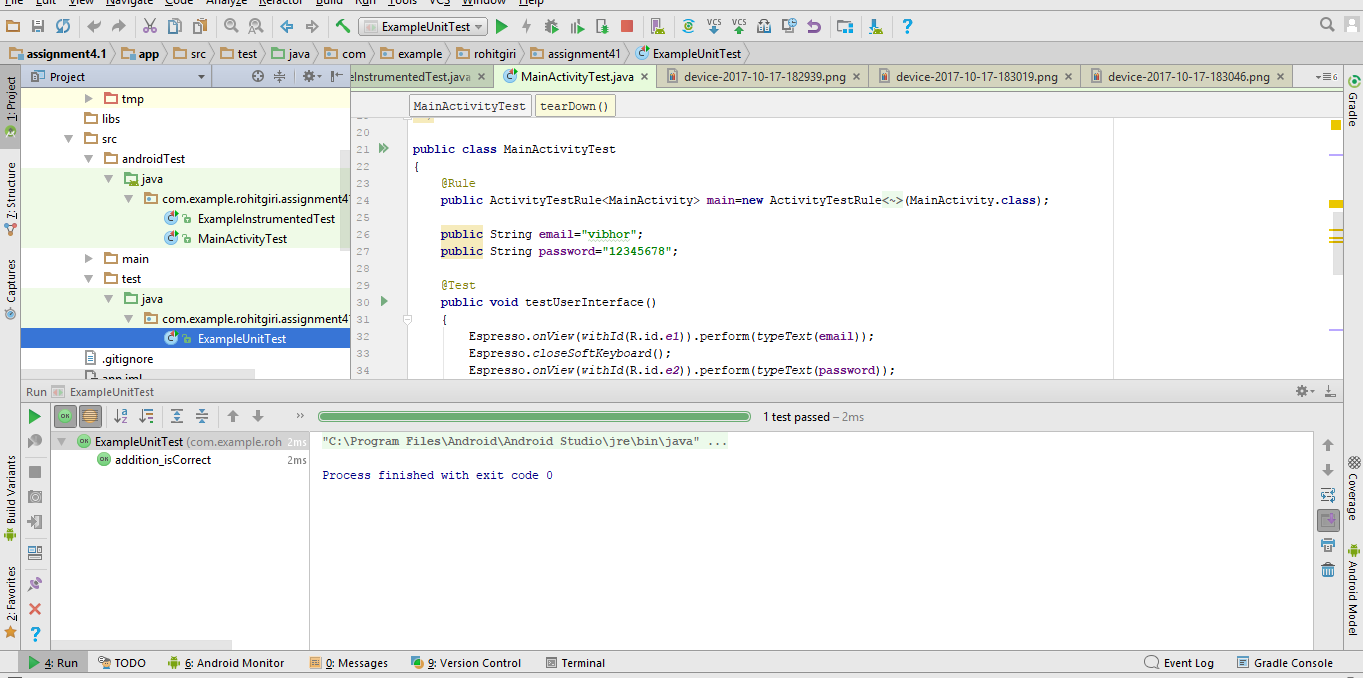 File Edit View Navigate Code Analyze Refactor Build Run Tools VCS Window Help
ExampleUnitTest
VCS VCS
assignment4.1 app src test java com example rohitgiri assignment41 ExampleUnitTest
Project
eInstrumentedTest.java MainActivityTest.java device-2017-10-17-182939.png device-2017-10-17-183019.png device-2017-10-17-183046.png 6
1: Project
7: Structure
Captures
Build Variants
2: Favorites
tmp
libs
src
androidTest
java
com.example.rohitgiri.assignment41
ExampleInstrumentedTest
MainActivityTest
main
test
java
com.example.rohitgiri.assignment41
ExampleUnitTest
.gitignore
app.iml
MainActivityTest tearDown()
20
21 public class MainActivityTest
22 {
23 @Rule
24 public ActivityTestRule<MainActivity> main=new ActivityTestRule<~>(MainActivity.class);
25
26 public String email="vibhor";
27 public String password="12345678";
28
29 @Test
30 public void testUserInterface()
31 {
32 Espresso.onView(withId(R.id.e1)).perform(typeText(email));
33 Espresso.closeSoftKeyboard();
34 Espresso.onView(withId(R.id.e2)).perform(typeText(password));
Gradle
Coverage
Android Model
Run ExampleUnitTest
1 test passed – 2ms
OK ExampleUnitTest (com.example.roh 2ms
OK addition_isCorrect 2ms
"C:\Program Files\Android\Android Studio\jre\bin\java" ...
Process finished with exit code 0
4: Run TODO 6: Android Monitor 0: Messages 9: Version Control Terminal Event Log Gradle Console